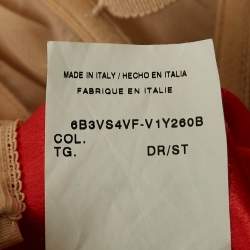 MADE IN ITALY / HECHO EN ITALIA
FABRIQUE EN ITALIE
6B3VS4VF-V1Y260B
COL.
TG. DR/ST